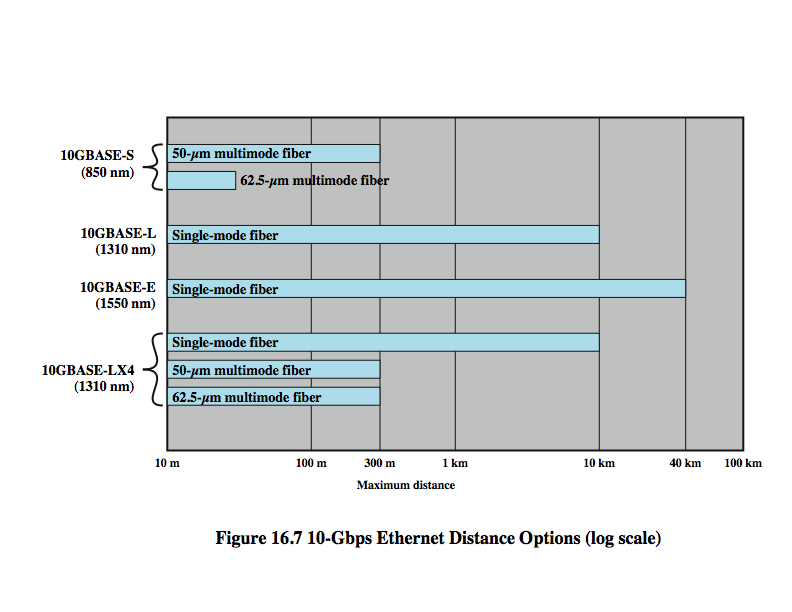 10GBASE-S
(850 nm)
50-μm multimode fiber
62.5-μm multimode fiber
10GBASE-L
(1310 nm)
Single-mode fiber
10GBASE-E
(1550 nm)
Single-mode fiber
10GBASE-LX4
(1310 nm)
Single-mode fiber
50-μm multimode fiber
62.5-μm multimode fiber
10 m 100 m 300 m 1 km 10 km 40 km 100 km
Maximum distance
Figure 16.7 10-Gbps Ethernet Distance Options (log scale)